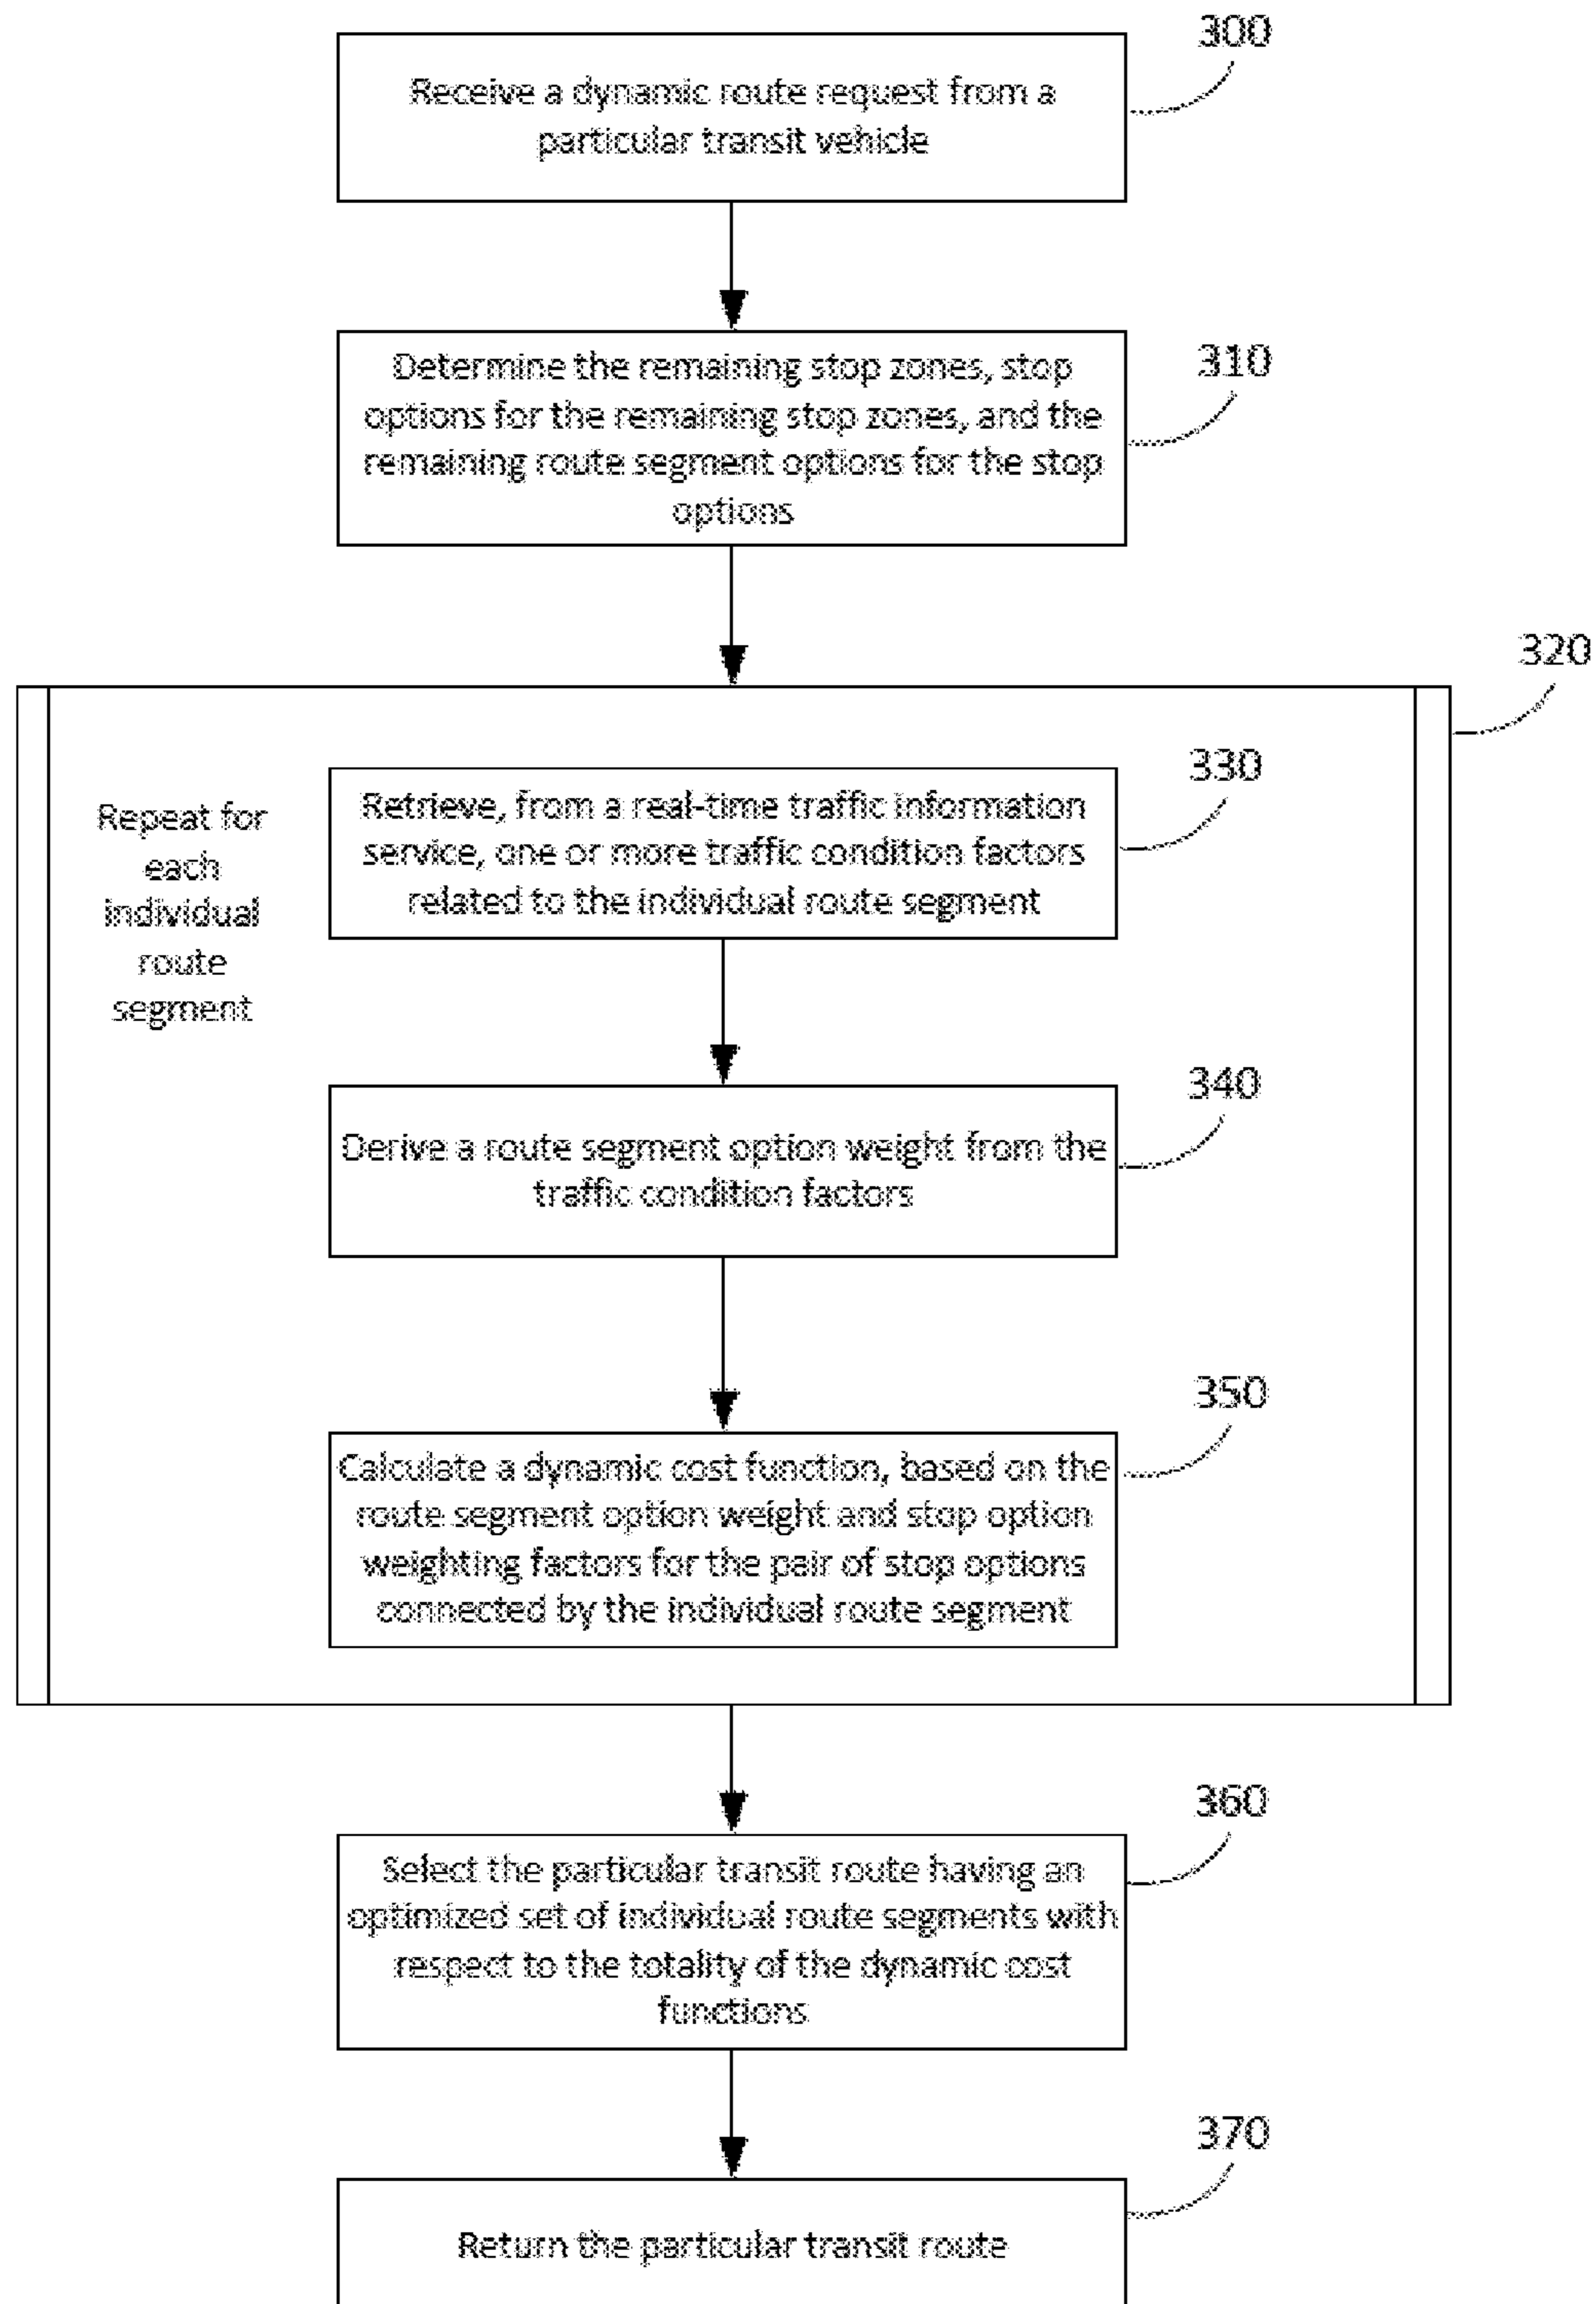 300
Receive a dynamic route request from a
particular transit vehicle
310
Determine the remaining stop zones, stop
options for the remaining stop zones, and the
remaining route segment options for the stop
options
320
Repeat for
each
individual
route
segment
330
Retrieve, from a real-time traffic information
service, one or more traffic condition factors
related to the individual route segment
340
Derive a route segment option weight from the
traffic condition factors
350
Calculate a dynamic cost function, based on the
route segment option weight and stop option
weighting factors for the pair of stop options
connected by the individual route segment
360
Select the particular transit route having an
optimized set of individual route segments with
respect to the totality of the dynamic cost
functions
370
Return the particular transit route